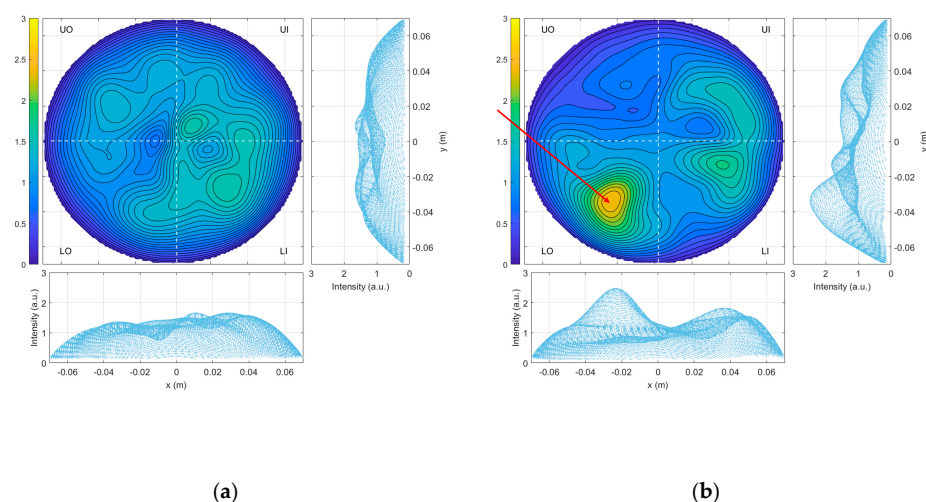 3
2.5
2
1.5
1
0.5
0
UO
UI
LO
LI
0.06
0.04
0.02
0
-0.02
-0.04
-0.06
y (m)
3 2 1 0
Intensity (a.u.)
3
2
1
0
Intensity (a.u.)
-0.06 -0.04 -0.02 0 0.02 0.04 0.06
x (m)
(a)
3
2.5
2
1.5
1
0.5
0
UO
UI
LO
LI
0.06
0.04
0.02
0
-0.02
-0.04
-0.06
y (m)
3 2 1 0
Intensity (a.u.)
3
2
1
0
Intensity (a.u.)
-0.06 -0.04 -0.02 0 0.02 0.04 0.06
x (m)
(b)